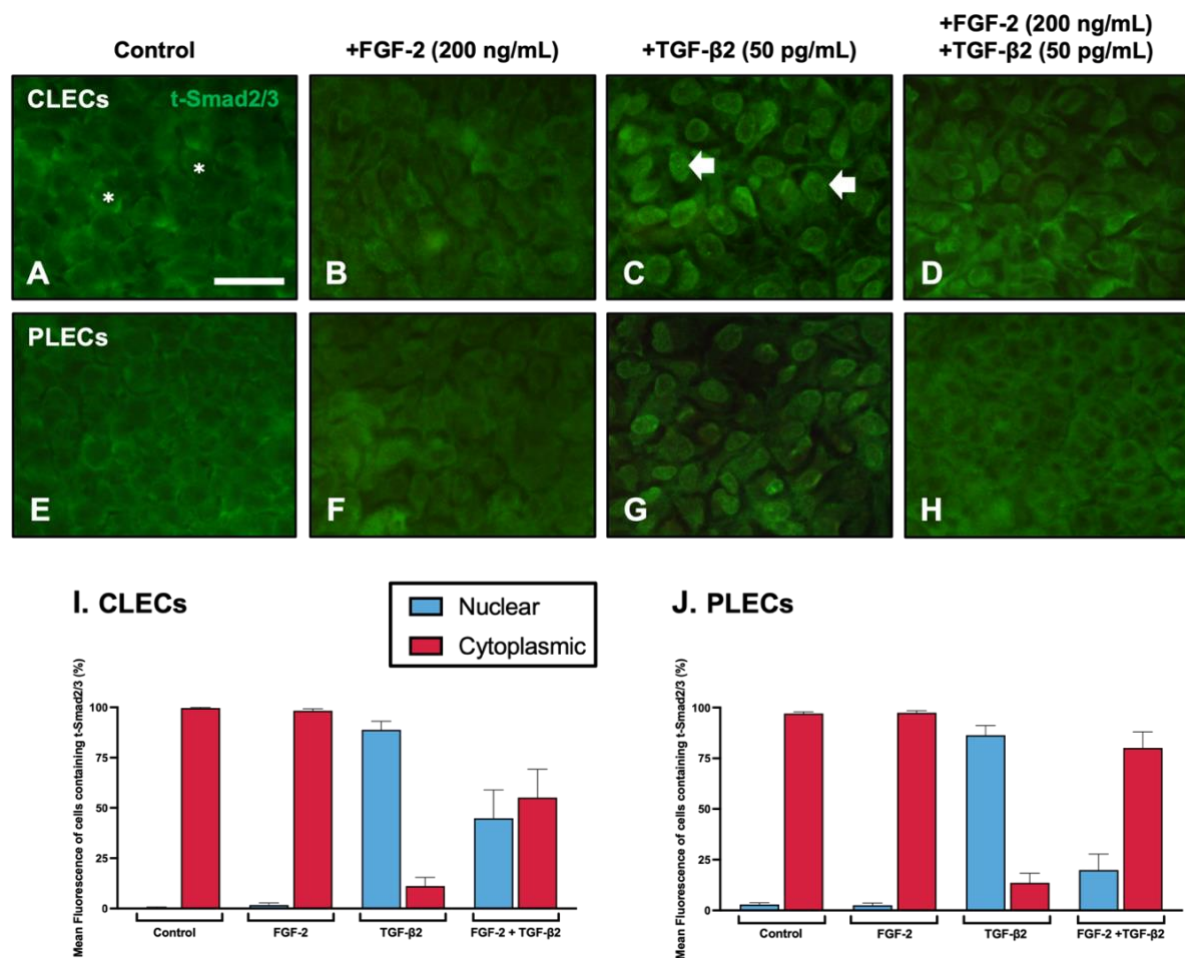 Control
+FGF-2 (200 ng/mL)
+TGF-β2 (50 pg/mL)
+FGF-2 (200 ng/mL)
+TGF-β2 (50 pg/mL)
CLECs
t-Smad2/3
*
*
A
B
C
D
PLECs
E
F
G
H
I. CLECs
Nuclear
Cytoplasmic
J. PLECs
Mean Fluorescence of cells containing t-Smad2/3 (%)
100
75
50
25
0
Control
FGF-2
TGF-β2
FGF-2 + TGF-β2
Mean Fluorescence of cells containing t-Smad2/3 (%)
100
75
50
25
0
Control
FGF-2
TGF-β2
FGF-2 +TGF-β2